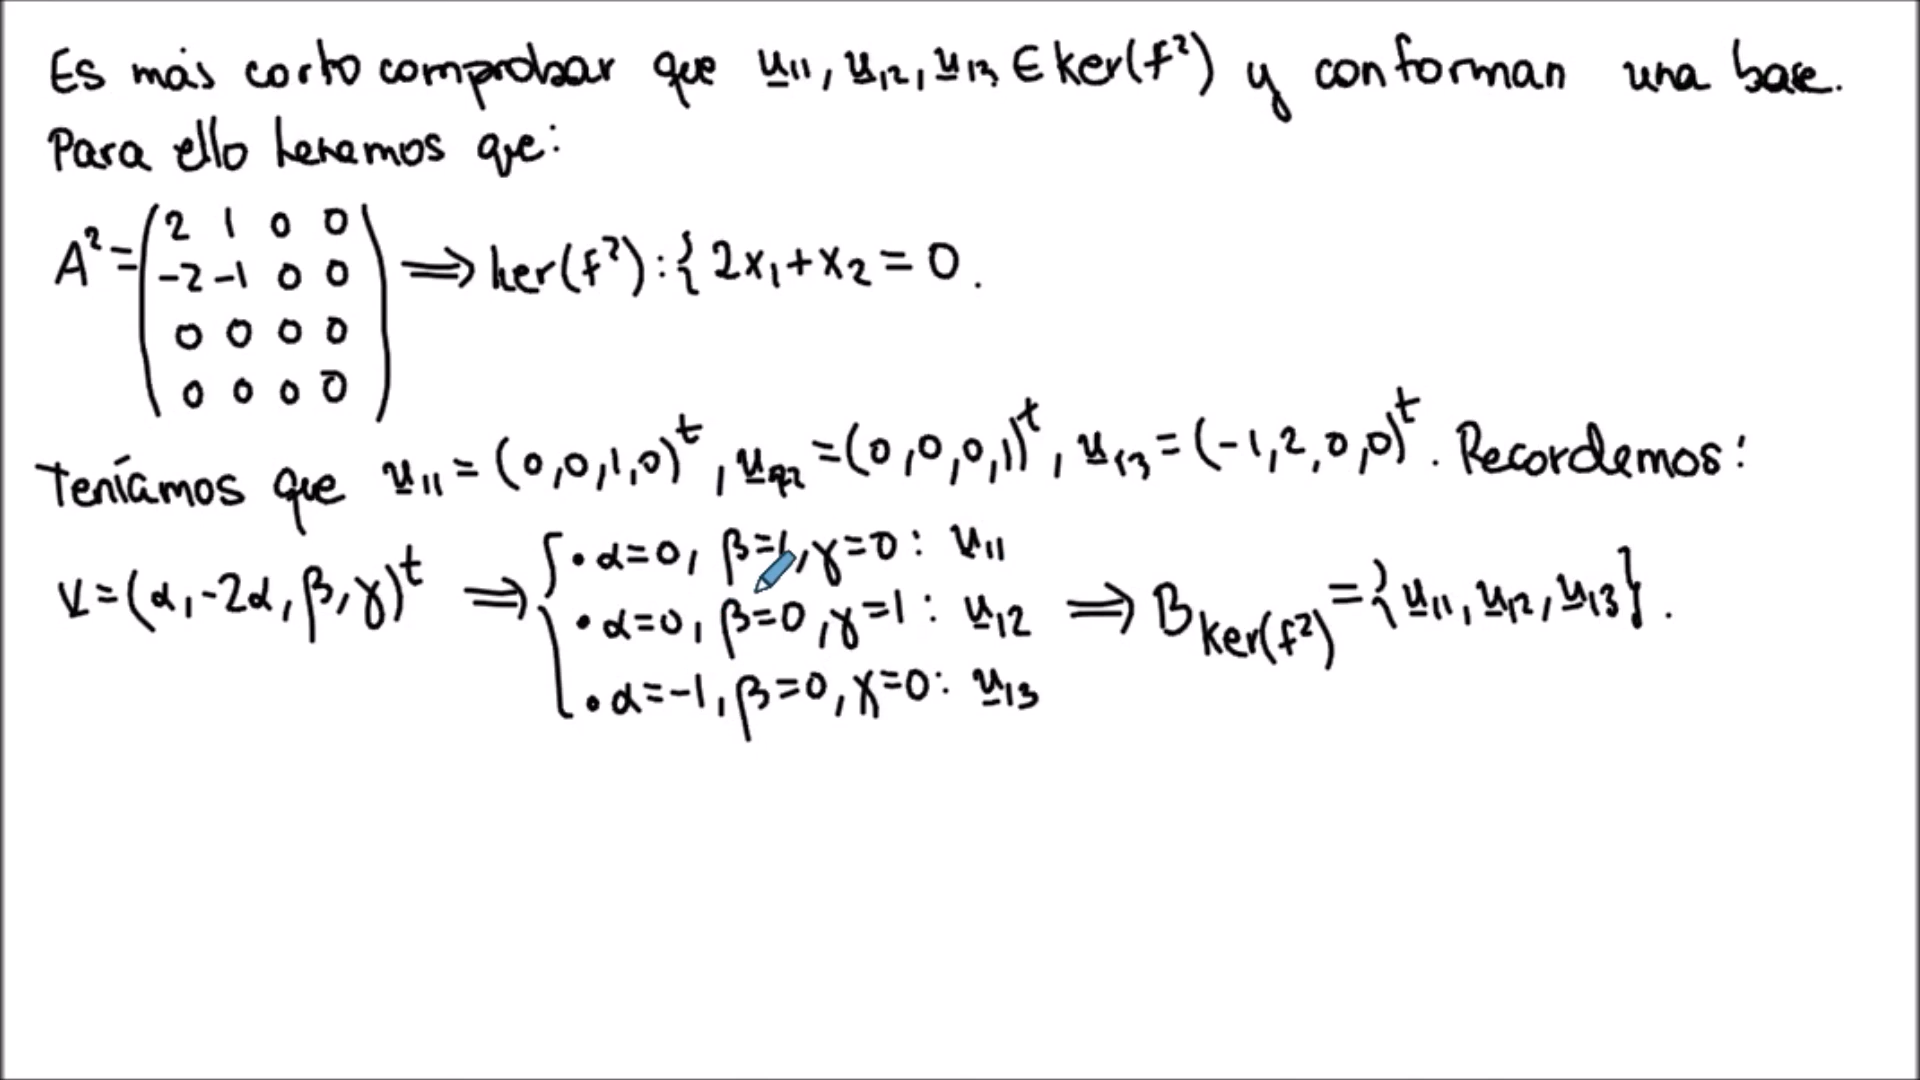 Es más corto comprobar que u₁₁, u₁₂, u₁₃ ∈ ker(f²) y conforman una base.
Para ello tenemos que:
A² = (2 1 0 0
-2 -1 0 0
0 0 0 0
0 0 0 0) ⟹ ker(f²): { 2x₁+x₂ = 0.
Teníamos que u₁₁ = (0,0,1,0)ᵗ, u₁₂ = (0,0,0,1)ᵗ, u₁₃ = (-1,2,0,0)ᵗ. Recordemos:
v = (α,-2α,β,γ)ᵗ ⟹ { • α=0, β=1, γ=0: u₁₁
• α=0, β=0, γ=1: u₁₂ ⟹ B_ker(f²) = {u₁₁, u₁₂, u₁₃}.
• α=-1, β=0, γ=0: u₁₃